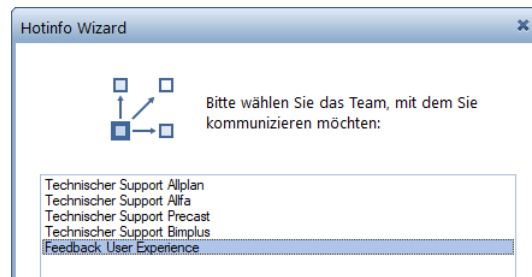 Hotinfo Wizard
Bitte wählen Sie das Team, mit dem Sie
kommunizieren möchten:
Technischer Support Allplan
Technischer Support Allfa
Technischer Support Precast
Technischer Support Bimplus
Feedback User Experience